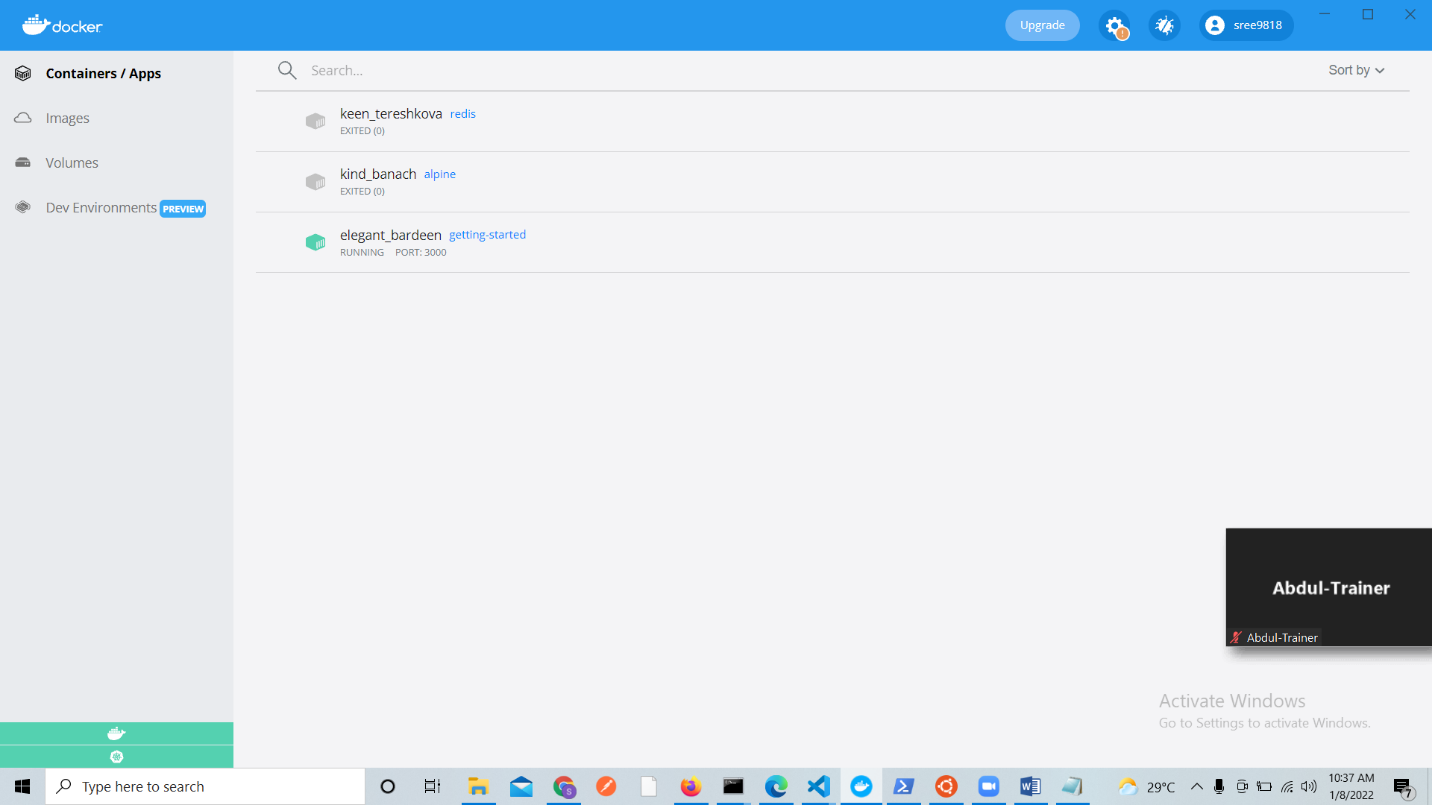 docker
Upgrade
sree9818
Containers / Apps
Images
Volumes
Dev Environments PREVIEW
Search...
Sort by
keen_tereshkova redis
EXITED (0)
kind_banach alpine
EXITED (0)
elegant_bardeen getting-started
RUNNING PORT: 3000
Abdul-Trainer
Abdul-Trainer
Activate Windows
Go to Settings to activate Windows.
Type here to search
29°C
10:37 AM
1/8/2022
7